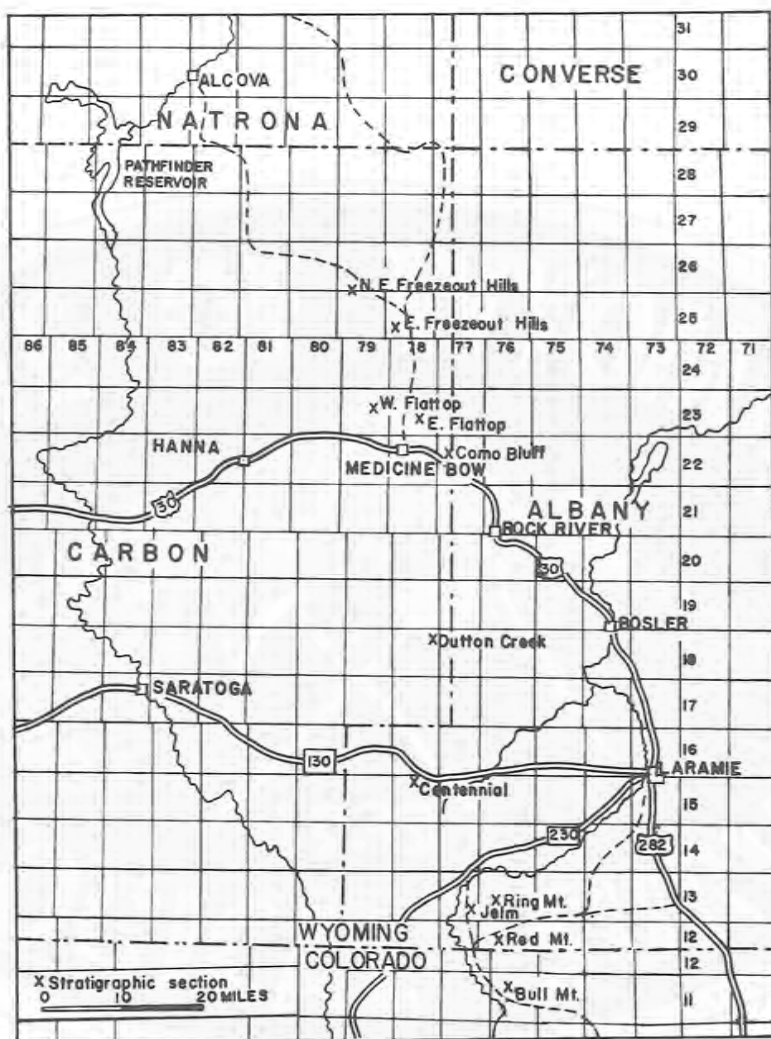 31
30
CONVERSE
ALCOVA
NATRONA
29
28
PATHFINDER
RESERVOIR
27
26
x N.E. Freezeout Hills
x E. Freezeout Hills
25
86 85 84 83 82 81 80 79 78 77 76 75 74 73 72 71
24
x W. Flattop
x E. Flattop
23
HANNA
x Como Bluff
22
MEDICINE BOW
30
ALBANY
21
ROCK RIVER
CARBON
20
30
19
BOSLER
x Dutton Creek
18
SARATOGA
17
16
130
LARAMIE
x Centennial
15
230
282
14
x Ring Mt.
13
x Jelm
WYOMING
x Red Mt.
12
COLORADO
12
x Stratigraphic section
x Bull Mt.
11
0 10 20 MILES